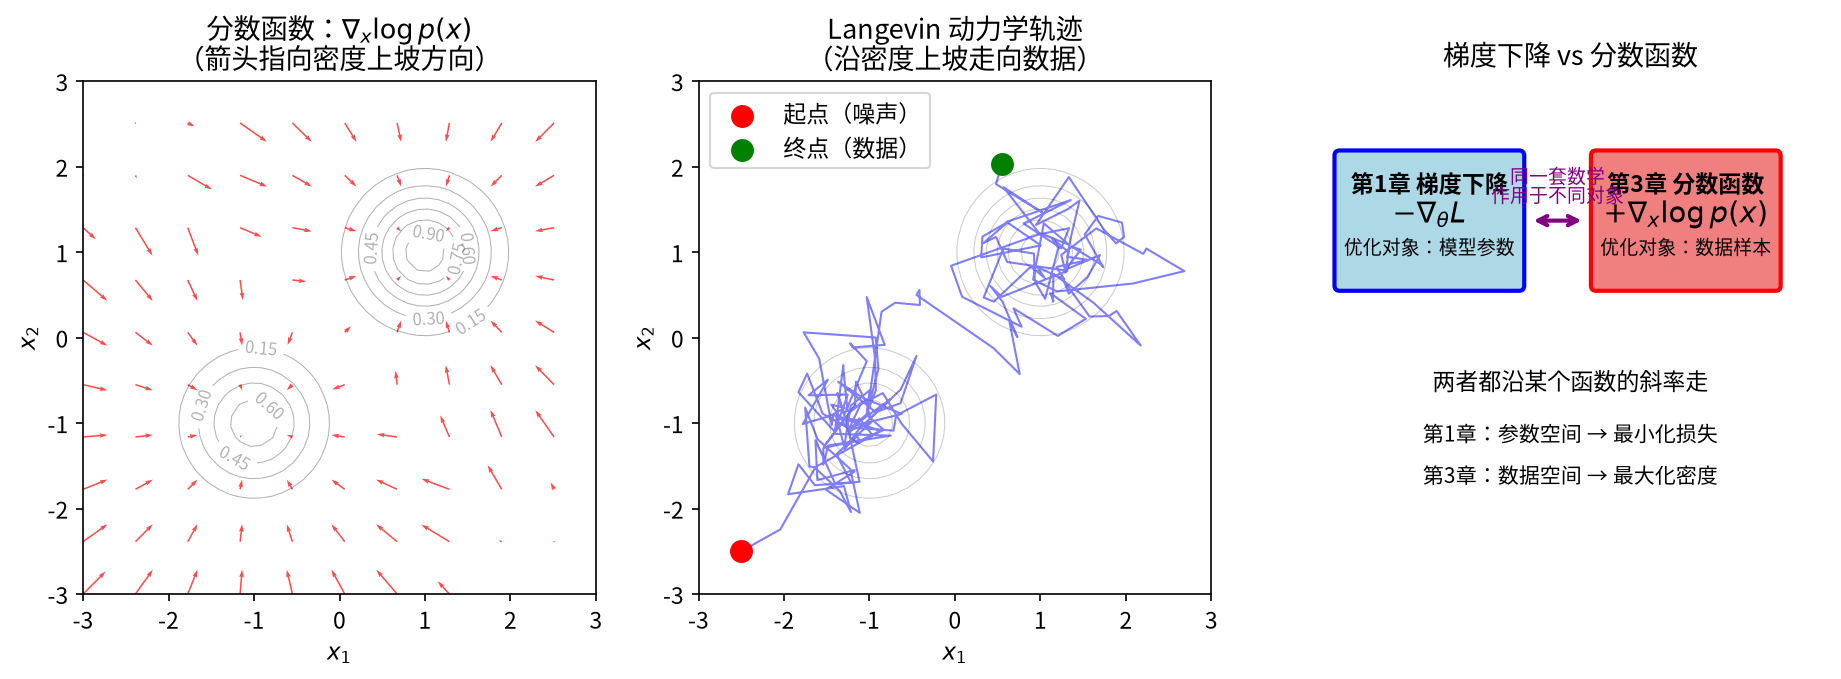 分数函数：∇ₓlog p(x)
（箭头指向密度上坡方向）
3
2
1
0
-1
-2
-3
x₂
-3
-2
-1
0
1
2
3
x₁
0.90
0.45
0.75
0.60
0.30
0.15
0.15
0.30
0.60
0.45
Langevin 动力学轨迹
（沿密度上坡走向数据）
起点（噪声）
终点（数据）
3
2
1
0
-1
-2
-3
x₂
-3
-2
-1
0
1
2
3
x₁
梯度下降 vs 分数函数
第1章 梯度下降
−∇θL
优化对象：模型参数
同一套数学
作用于不同对象
第3章 分数函数
+∇ₓlog p(x)
优化对象：数据样本
两者都沿某个函数的斜率走
第1章：参数空间 → 最小化损失
第3章：数据空间 → 最大化密度